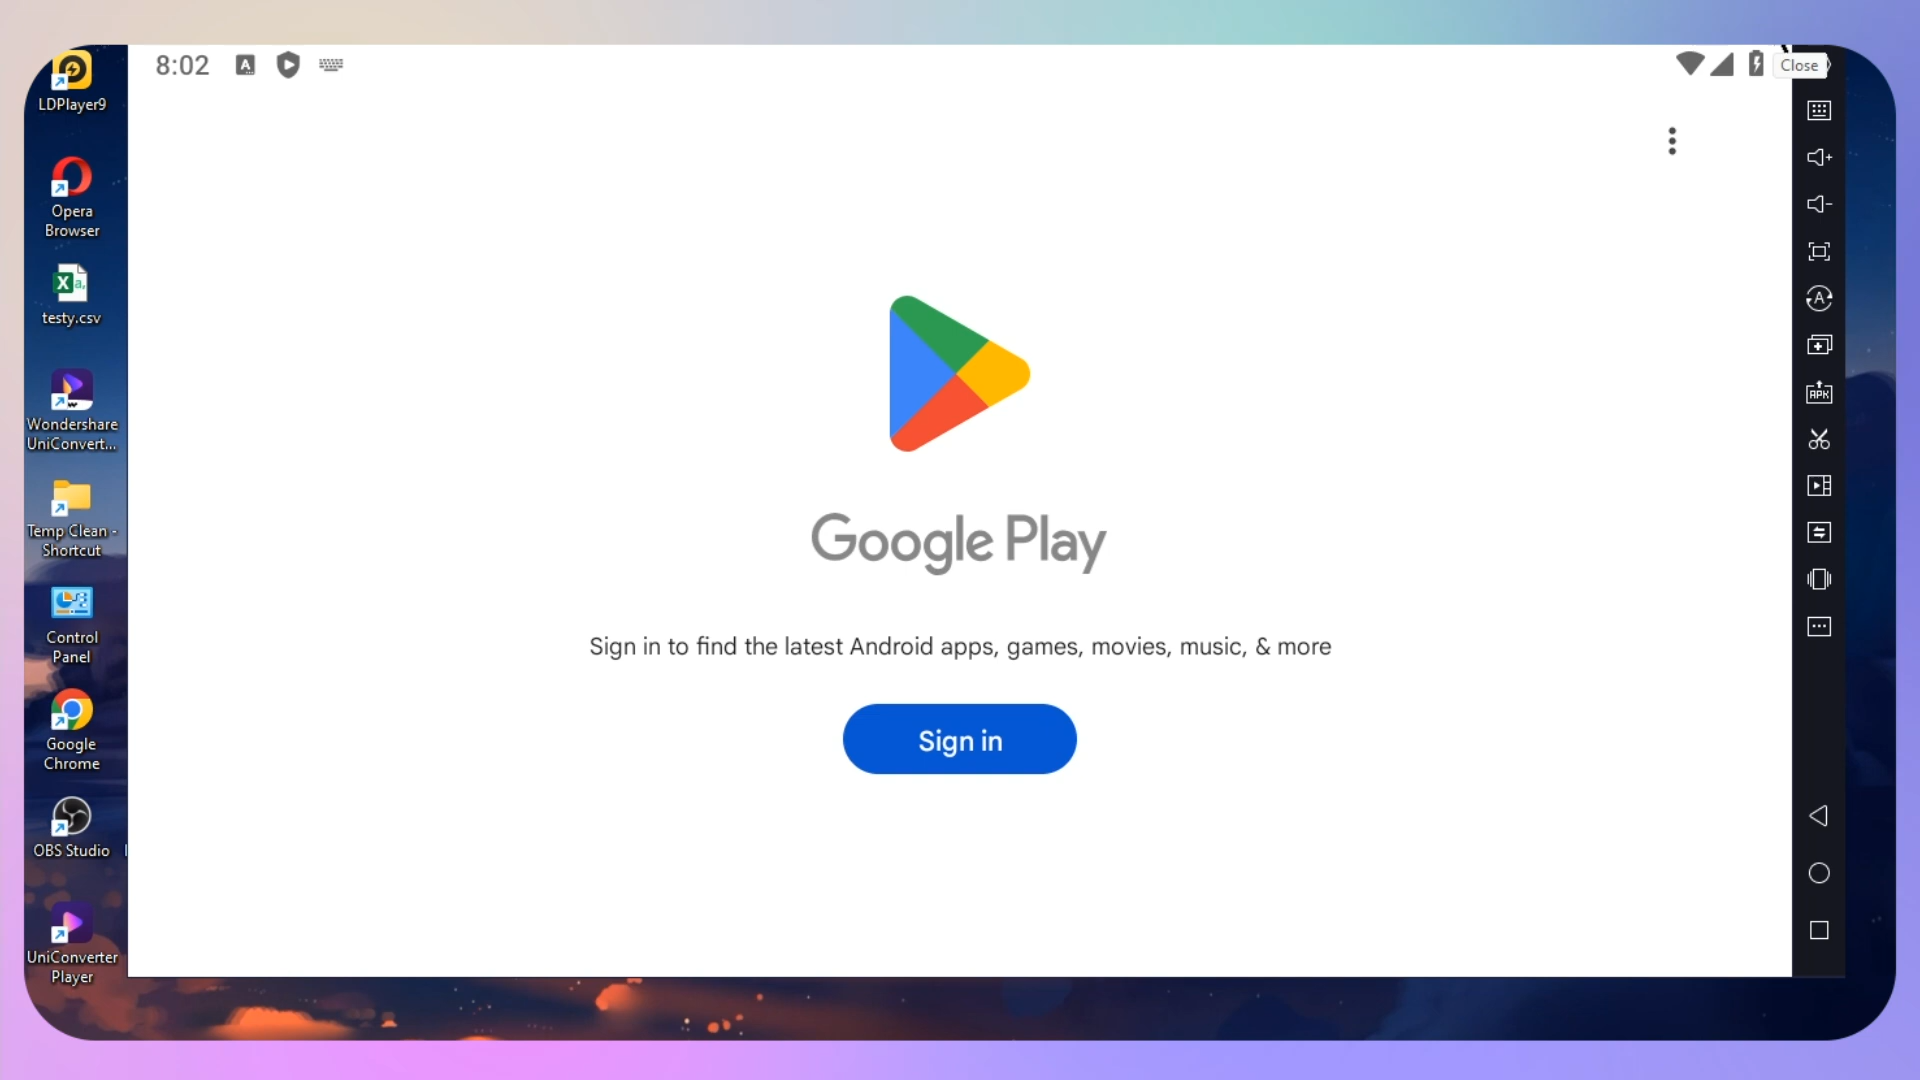 LDPlayer9
Opera
Browser
testy.csv
Wondershare
UniConvert...
Temp Clean -
Shortcut
Control
Panel
Google
Chrome
OBS Studio
UniConverter
Player
8:02
A
Close
Google Play
Sign in to find the latest Android apps, games, movies, music, & more
Sign in
A
APK